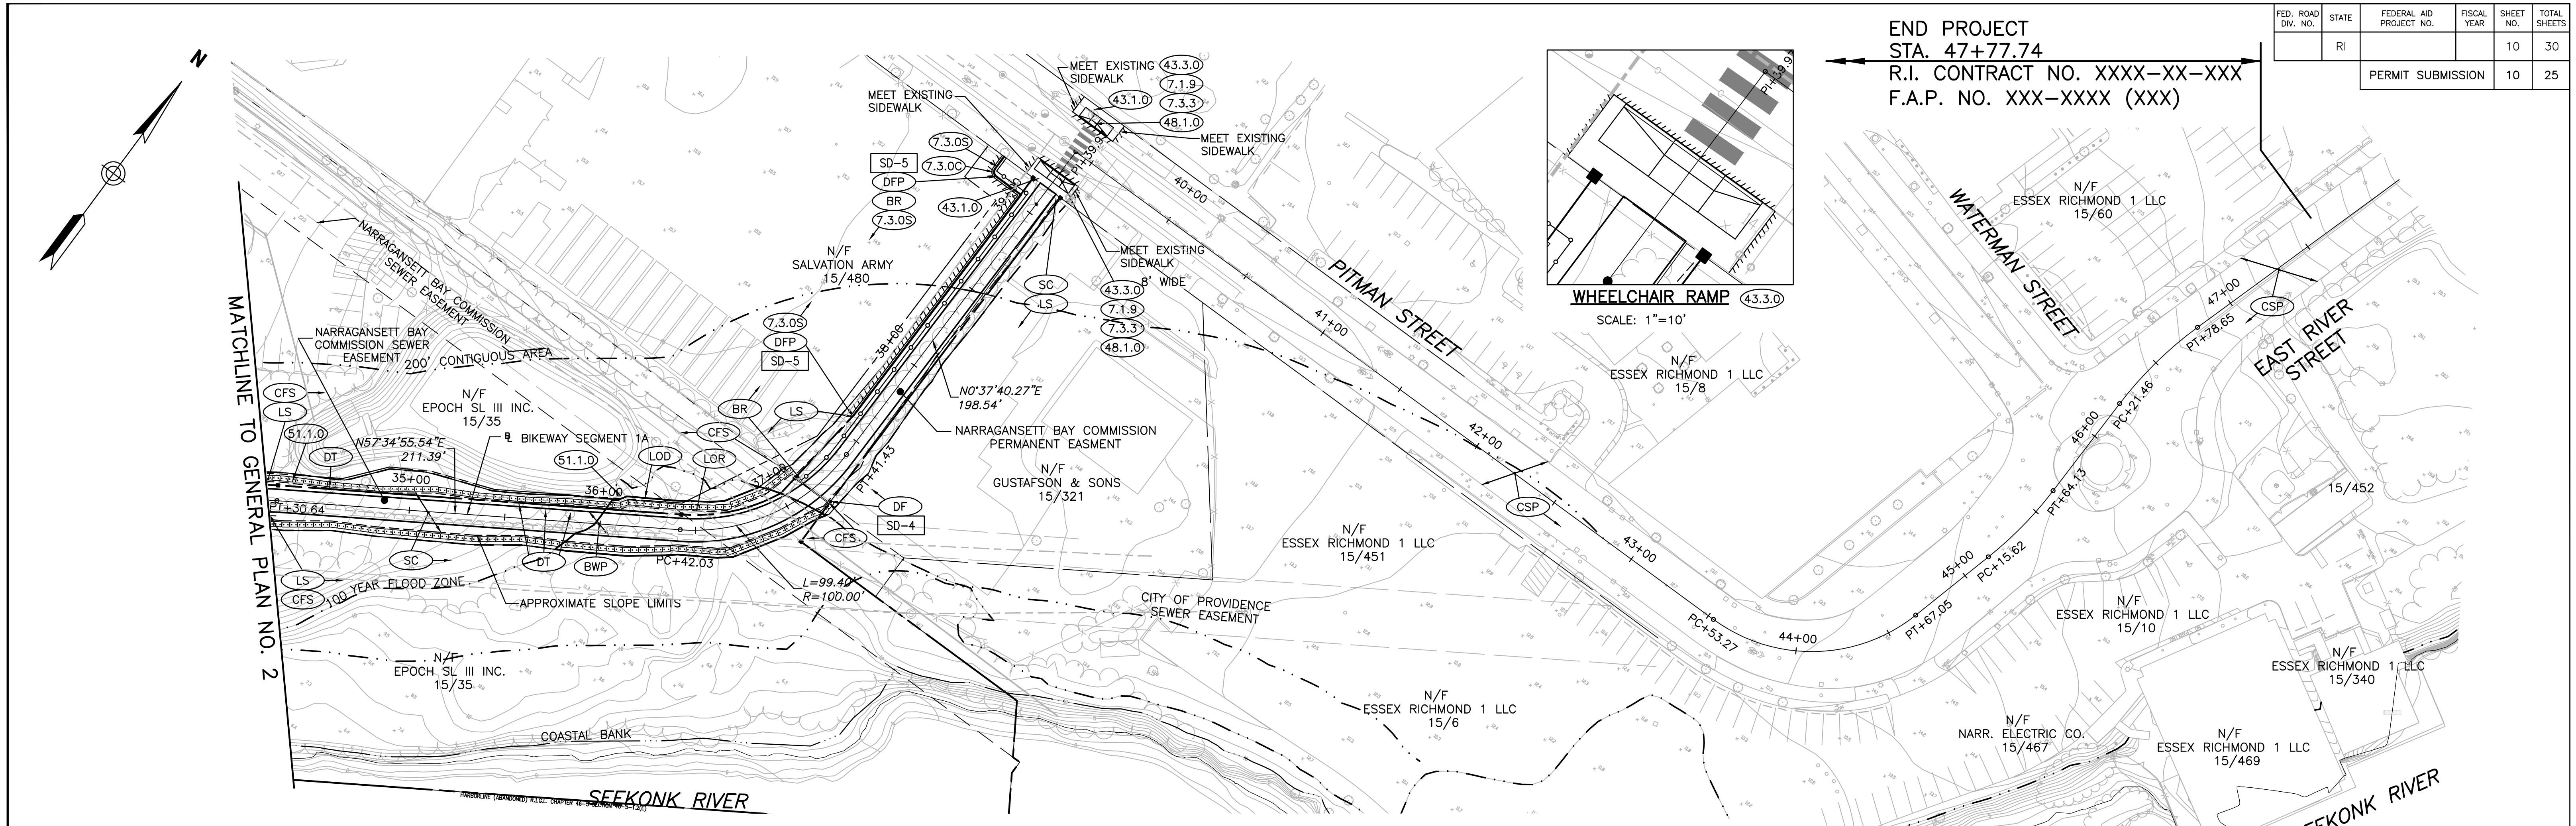 FED. ROAD DIV. NO.
STATE
FEDERAL AID PROJECT NO.
FISCAL YEAR
SHEET NO.
TOTAL SHEETS
RI
10
30
PERMIT SUBMISSION
10
25
END PROJECT
STA. 47+77.74
R.I. CONTRACT NO. XXXX-XX-XXX
F.A.P. NO. XXX-XXXX (XXX)
N
MEET EXISTING
SIDEWALK
43.3.0
7.1.9
7.3.3
48.1.0
43.1.0
MEET EXISTING
SIDEWALK
MEET EXISTING
SIDEWALK
7.3.0S
7.3.0C
SD-5
DFP
BR
7.3.0S
43.1.0
PT+39.97
39+00
40+00
MEET EXISTING
SIDEWALK
8' WIDE
SC
LS
43.3.0
7.1.9
7.3.3
48.1.0
N/F
SALVATION ARMY
15/480
NARRAGANSETT BAY COMMISSION
SEWER EASEMENT
NARRAGANSETT BAY
COMMISSION SEWER
EASEMENT
200' CONTIGUOUS AREA
MATCHLINE TO GENERAL PLAN NO. 2
CFS
LS
51.1.0
DT
N/F
EPOCH SL III INC.
15/35
N57°34'55.54"E
211.39'
BIKEWAY SEGMENT 1A
51.1.0
LOD
LOR
7.3.0S
DFP
SD-5
BR
LS
CFS
38+00
N0°37'40.27"E
198.54'
NARRAGANSETT BAY COMMISSION
PERMANENT EASMENT
N/F
GUSTAFSON & SONS
15/321
PT+41.43
37+00
36+00
35+00
PT+30.64
DF
SD-4
CFS
SC
DT
BWP
PC+42.03
LS
CFS
100 YEAR FLOOD ZONE
APPROXIMATE SLOPE LIMITS
L=99.40'
R=100.00'
CITY OF PROVIDENCE
SEWER EASEMENT
N/F
EPOCH SL III INC.
15/35
COASTAL BANK
HARBORLINE (ABANDONED) R.I.G.L. CHAPTER
SEEKONK RIVER
PITMAN STREET
41+00
42+00
CSP
43+00
PC+53.27
44+00
PT+67.05
45+00
PC+15.62
PT+64.13
46+00
PC+21.46
PT+78.65
47+00
CSP
PT+39.97
WHEELCHAIR RAMP
43.3.0
SCALE: 1"=10'
N/F
ESSEX RICHMOND 1 LLC
15/8
N/F
ESSEX RICHMOND 1 LLC
15/60
WATERMAN STREET
EAST RIVER
STREET
15/452
N/F
ESSEX RICHMOND 1 LLC
15/451
N/F
ESSEX RICHMOND 1 LLC
15/6
N/F
ESSEX RICHMOND 1 LLC
15/10
N/F
ESSEX RICHMOND 1 LLC
15/340
N/F
NARR. ELECTRIC CO.
15/467
N/F
ESSEX RICHMOND 1 LLC
15/469
RIVER